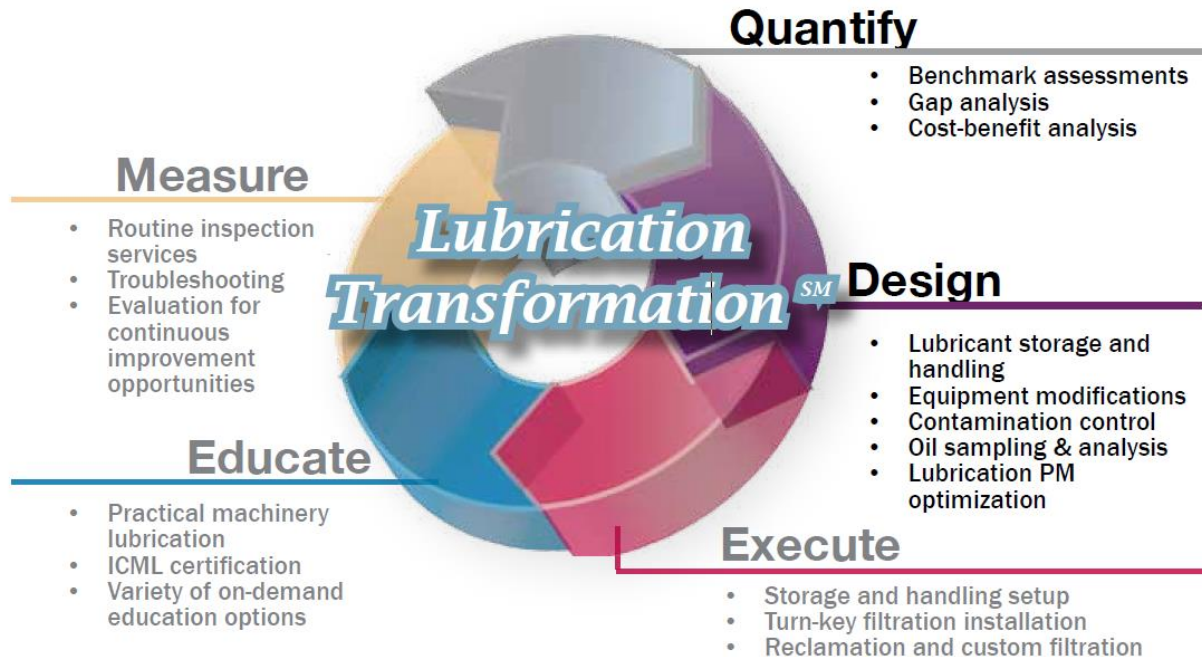 Quantify
• Benchmark assessments
• Gap analysis
• Cost-benefit analysis
Measure
• Routine inspection
services
• Troubleshooting
• Evaluation for
continuous
improvement
opportunities
Lubrication
Transformation SM
Design
• Lubricant storage and
handling
• Equipment modifications
• Contamination control
• Oil sampling & analysis
• Lubrication PM
optimization
Educate
• Practical machinery
lubrication
• ICML certification
• Variety of on-demand
education options
Execute
• Storage and handling setup
• Turn-key filtration installation
• Reclamation and custom filtration